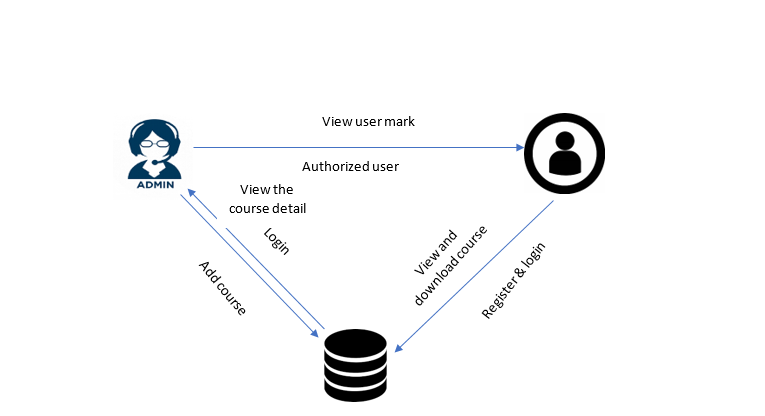 View user mark
ADMIN
Authorized user
View the
course detail
Login
View and
download course
Add course
Register & login